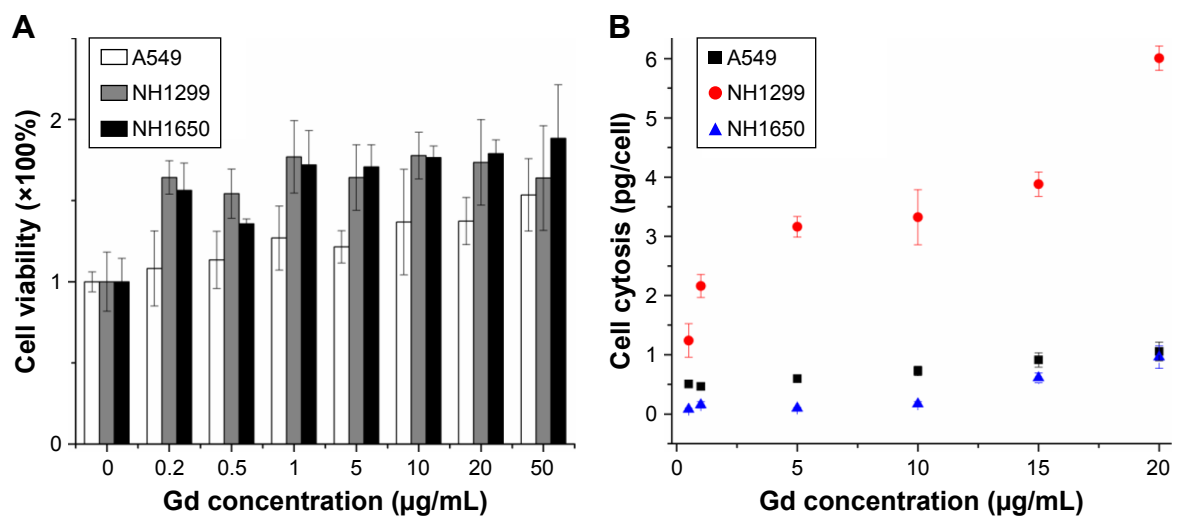 A
A549
NH1299
NH1650
Cell viability (×100%)
2
1
0
0 0.2 0.5 1 5 10 20 50
Gd concentration (µg/mL)
B
A549
NH1299
NH1650
Cell cytosis (pg/cell)
6
5
4
3
2
1
0
0 5 10 15 20
Gd concentration (µg/mL)